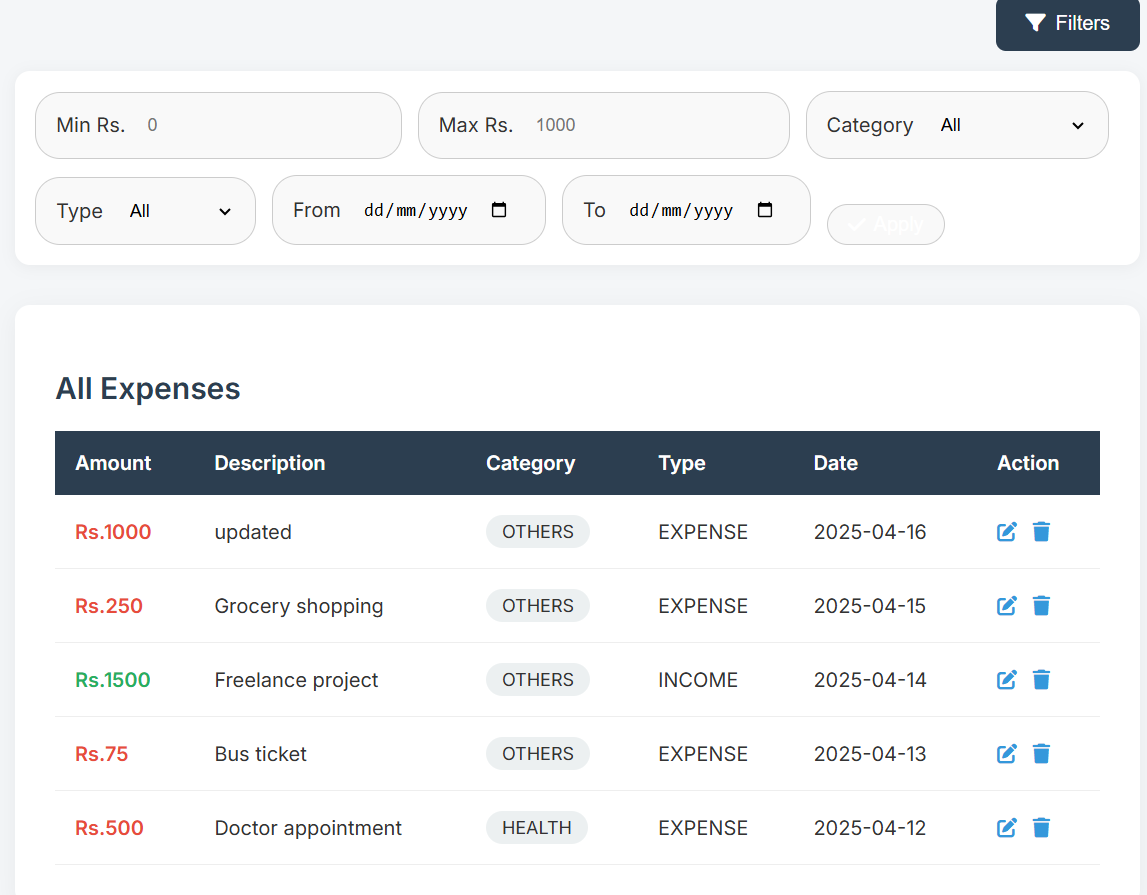 Filters
Min Rs. 0 Max Rs. 1000 Category All
Type All From dd/mm/yyyy To dd/mm/yyyy Apply
All Expenses
Amount Description Category Type Date Action
Rs.1000 updated OTHERS EXPENSE 2025-04-16
Rs.250 Grocery shopping OTHERS EXPENSE 2025-04-15
Rs.1500 Freelance project OTHERS INCOME 2025-04-14
Rs.75 Bus ticket OTHERS EXPENSE 2025-04-13
Rs.500 Doctor appointment HEALTH EXPENSE 2025-04-12